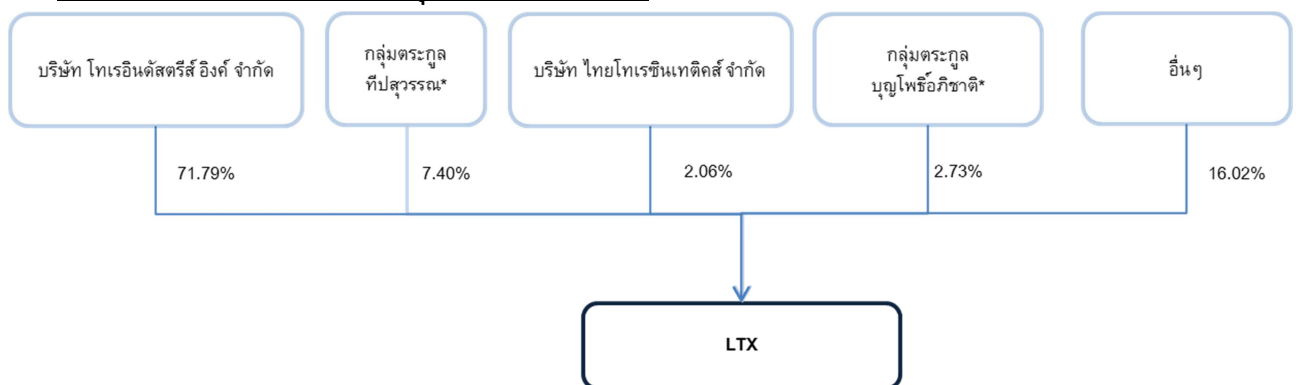 บริษัท โทเรอินดัสตรีส์ อิงค์ จำกัด
กลุ่มตระกูล
ทีปสุวรรณ*
บริษัท ไทยโทเรซินเทติคส์ จำกัด
กลุ่มตระกูล
บุญโพธิ์อภิชาติ*
อื่นๆ
71.79%
7.40%
2.06%
2.73%
16.02%
LTX